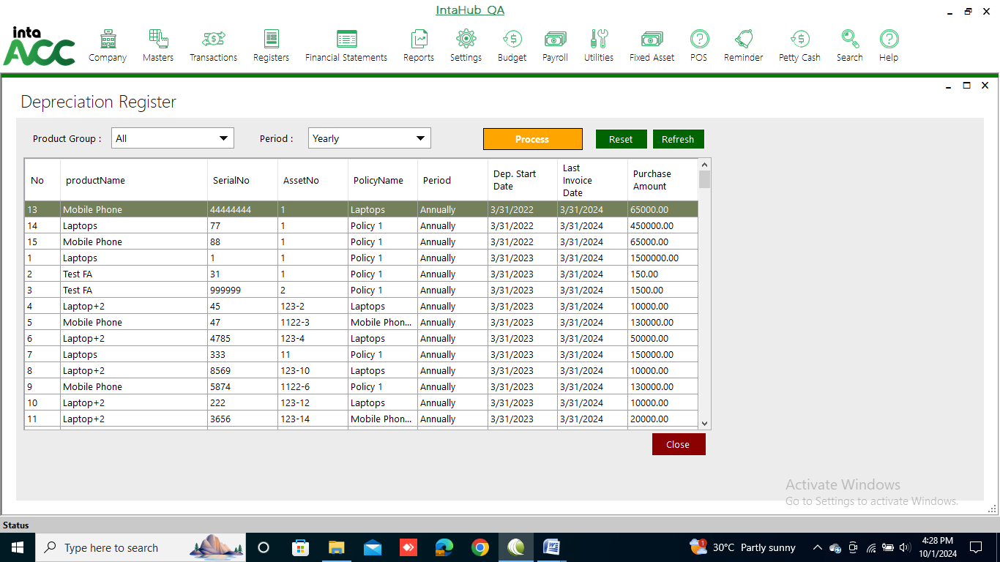 IntaHub_QA
inta
ACC
Company Masters Transactions Registers Financial Statements Reports Settings Budget Payroll Utilities Fixed Asset POS Reminder Petty Cash Search Help
Depreciation Register
Product Group : All Period : Yearly Process Reset Refresh
No productName SerialNo AssetNo PolicyName Period Dep. Start Date Last Invoice Date Purchase Amount
13 Mobile Phone 44444444 1 Laptops Annually 3/31/2022 3/31/2024 65000.00
14 Laptops 77 1 Policy 1 Annually 3/31/2022 3/31/2024 450000.00
15 Mobile Phone 88 1 Policy 1 Annually 3/31/2022 3/31/2024 65000.00
1 Laptops 1 1 Policy 1 Annually 3/31/2023 3/31/2024 1500000.00
2 Test FA 31 1 Policy 1 Annually 3/31/2023 3/31/2024 150.00
3 Test FA 999999 2 Policy 1 Annually 3/31/2023 3/31/2024 1500.00
4 Laptop+2 45 123-2 Laptops Annually 3/31/2023 3/31/2024 10000.00
5 Mobile Phone 47 1122-3 Mobile Phon... Annually 3/31/2023 3/31/2024 130000.00
6 Laptop+2 4785 123-4 Laptops Annually 3/31/2023 3/31/2024 50000.00
7 Laptops 333 11 Policy 1 Annually 3/31/2023 3/31/2024 150000.00
8 Laptop+2 8569 123-10 Laptops Annually 3/31/2023 3/31/2024 10000.00
9 Mobile Phone 5874 1122-6 Policy 1 Annually 3/31/2023 3/31/2024 130000.00
10 Laptop+2 222 123-12 Laptops Annually 3/31/2023 3/31/2024 10000.00
11 Laptop+2 3656 123-14 Mobile Phon... Annually 3/31/2023 3/31/2024 20000.00
Close
Activate Windows
Go to Settings to activate Windows.
Status
Type here to search
1
30°C Partly sunny
4:28 PM
10/1/2024